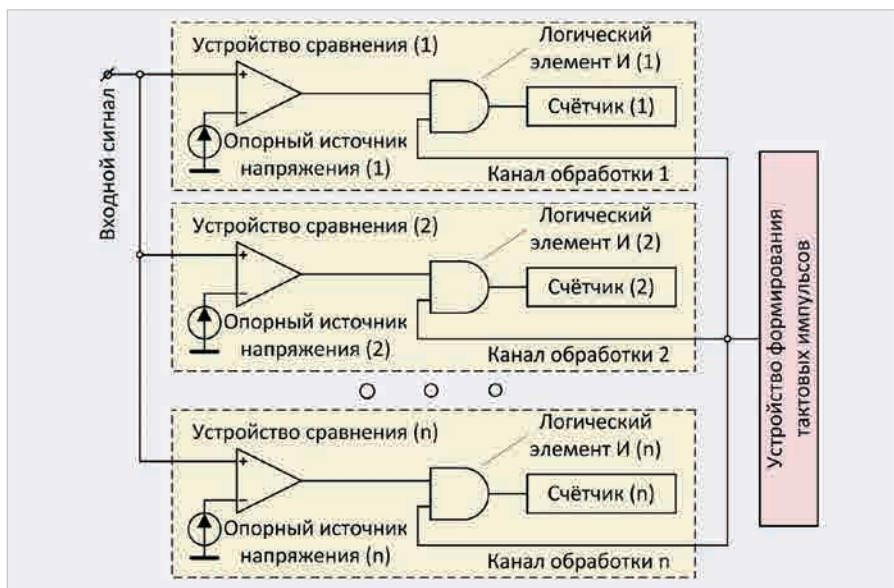 Входной сигнал
Устройство сравнения (1)
Логический
элемент И (1)
+
−
Счётчик (1)
Опорный источник
напряжения (1)
Канал обработки 1
Устройство сравнения (2)
Логический
элемент И (2)
+
−
Счётчик (2)
Опорный источник
напряжения (2)
Канал обработки 2
Устройство сравнения (n)
Логический
элемент И (n)
+
−
Счётчик (n)
Опорный источник
напряжения (n)
Канал обработки n
Устройство формирования
тактовых импульсов